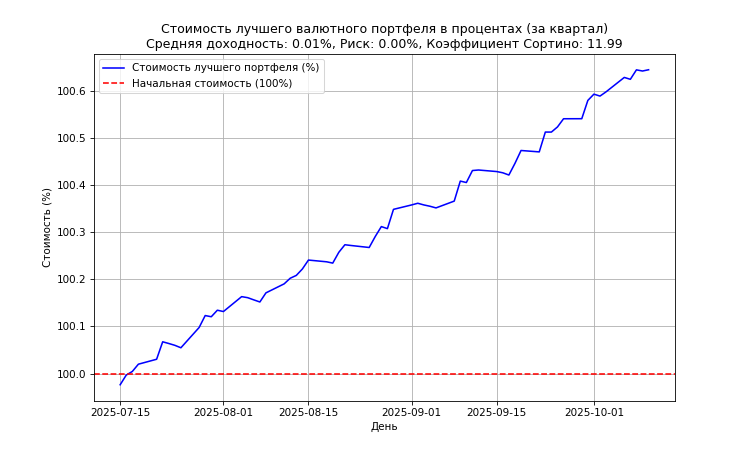 Стоимость лучшего валютного портфеля в процентах (за квартал)
Средняя доходность: 0.01%, Риск: 0.00%, Коэффициент Сортино: 11.99
Стоимость лучшего портфеля (%)
Начальная стоимость (100%)
Стоимость (%)
100.6
100.5
100.4
100.3
100.2
100.1
100.0
2025-07-15
2025-08-01
2025-08-15
2025-09-01
2025-09-15
2025-10-01
День